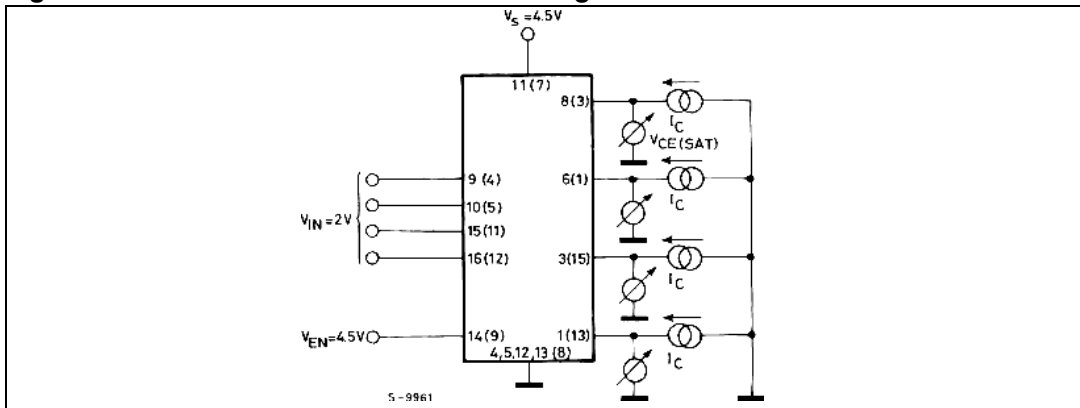 V_S =4.5V
11(7)
8(3)
I_C
V_CE(SAT)
9(4)
6(1)
I_C
10(5)
V_IN=2V
15(11)
16(12)
3(15)
I_C
V_EN=4.5V
14(9)
1(13)
I_C
4,5,12,13(8)
S-9961